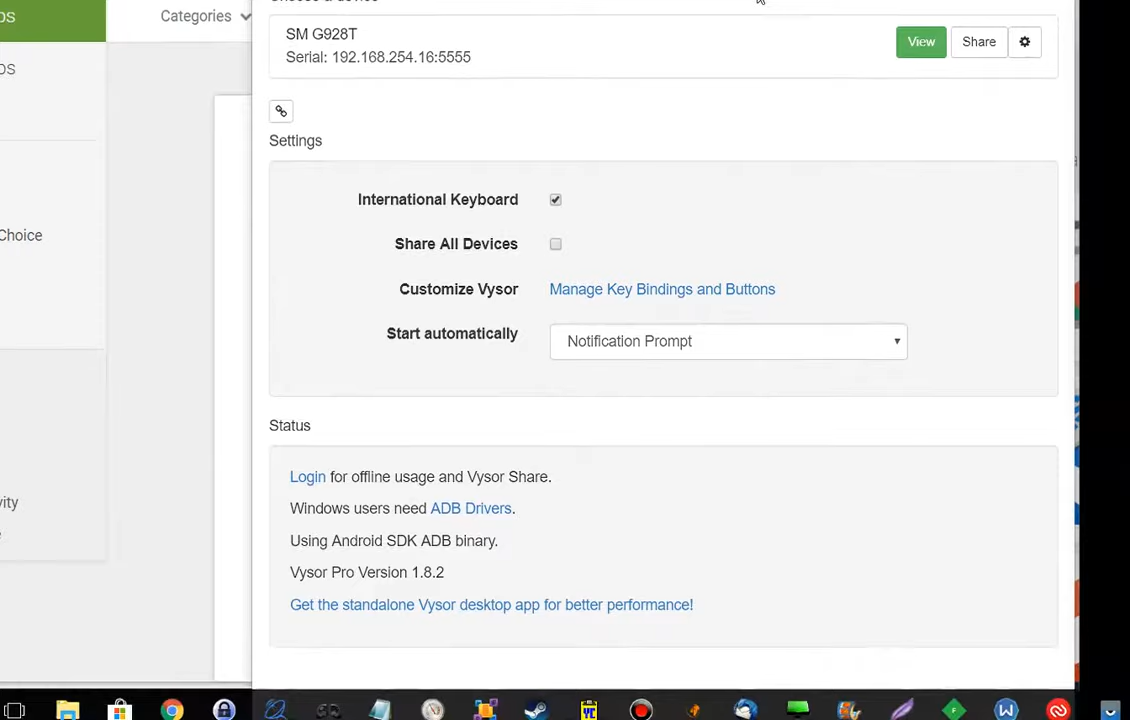 Categories
SM G928T
Serial: 192.168.254.16:5555
View
Share
Settings
Choice
International Keyboard
Share All Devices
Customize Vysor
Manage Key Bindings and Buttons
Start automatically
Notification Prompt
Status
Login for offline usage and Vysor Share.
Windows users need ADB Drivers.
Using Android SDK ADB binary.
Vysor Pro Version 1.8.2
Get the standalone Vysor desktop app for better performance!